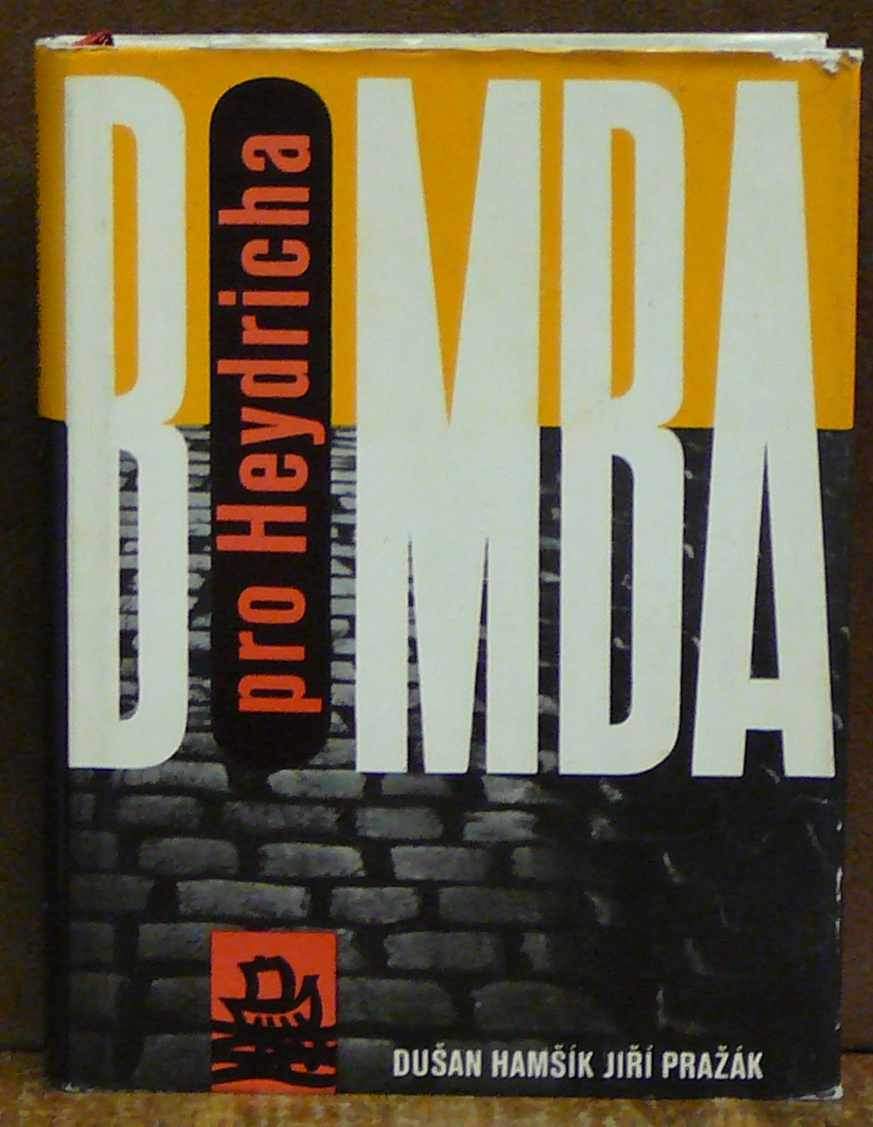 BOMBA
pro Heydricha
DUŠAN HAMŠÍK JIŘÍ PRAŽÁK